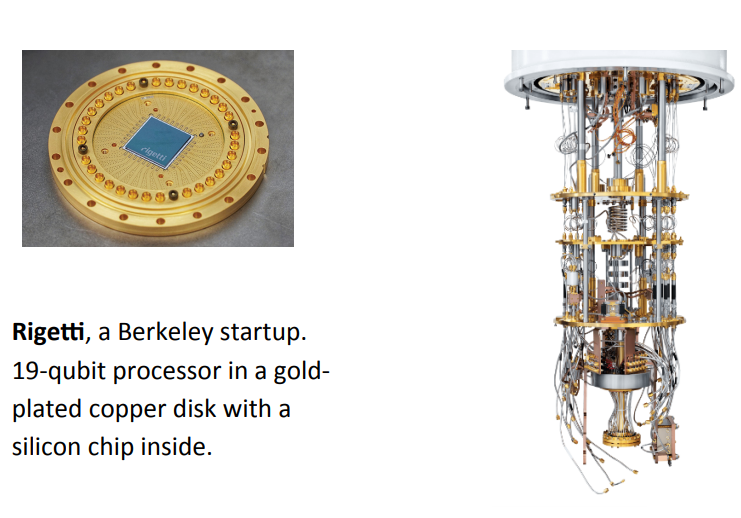 rigetti
Rigetti, a Berkeley startup.
19-qubit processor in a gold-
plated copper disk with a
silicon chip inside.